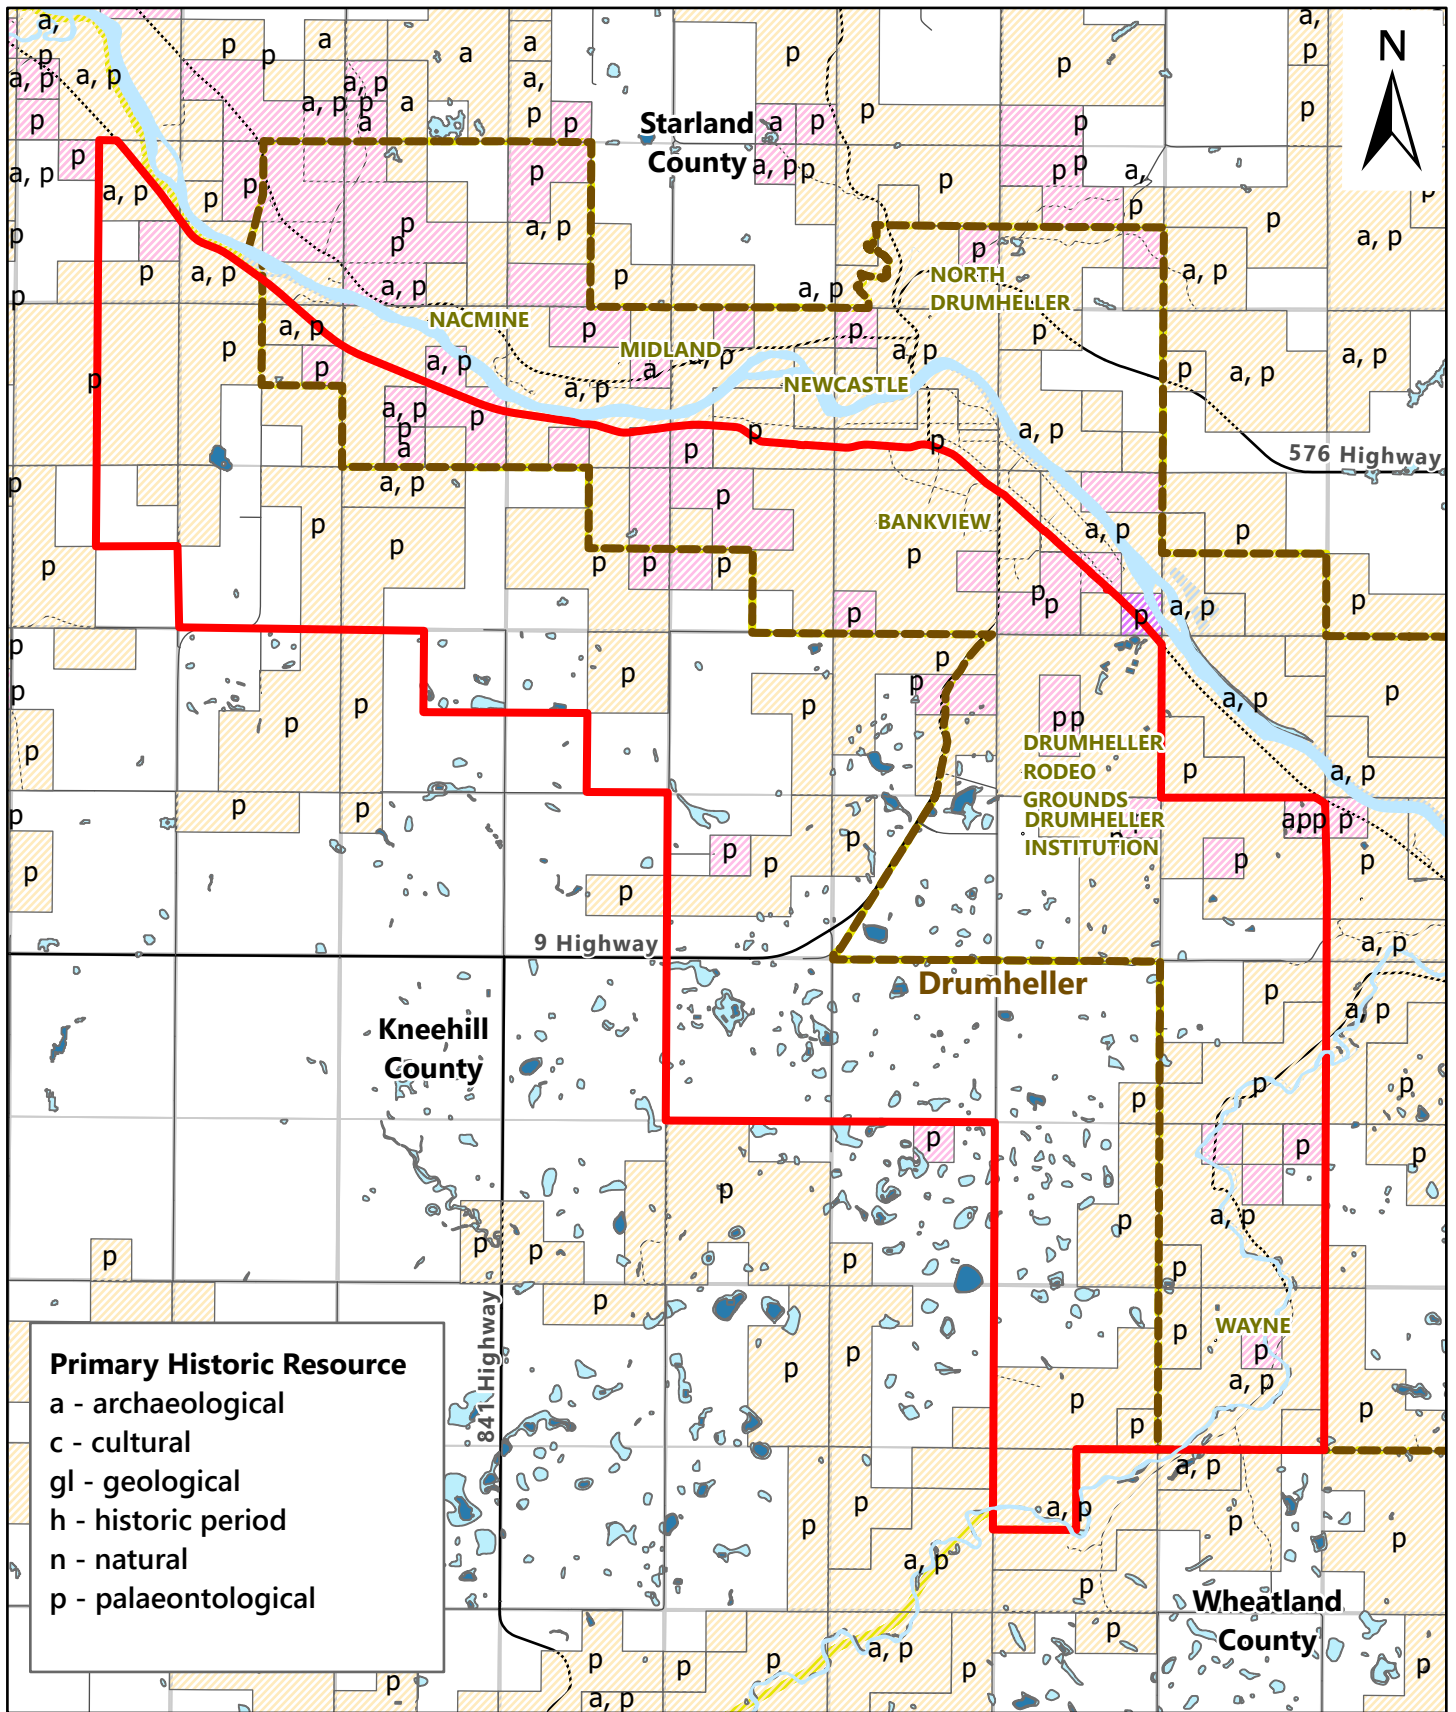 N
Starland
County
NORTH
DRUMHELLER
NACMINE
MIDLAND
NEWCASTLE
576 Highway
BANKVIEW
DRUMHELLER
RODEO
GROUNDS
DRUMHELLER
INSTITUTION
9 Highway
Drumheller
Kneehill
County
841 Highway
WAYNE
Wheatland
County
Primary Historic Resource
a - archaeological
c - cultural
gl - geological
h - historic period
n - natural
p - palaeontological
a,
p
a, p
a, p
p
p
p
a
a
a
a,
p
a, p
a, p
p
a
a
p
p
a,
p
p
p
p
a
p
a, p
p
p
p
p
p
a,
p
p
p
a, p
a, p
p
a, p
p
p
p
p
a, p
a, p
p
a, p
p
p
a, p
p
a, p
a, p
p
p
a, p
a, p
a, p
p
p
a
a, p
p
a, p
p
p
a, p
a, p
p
a
p
p
p
p
a, p
a, p
p
p
p
p
p
a, p
p
p
p
p
p
p
p
p
p
p
a, p
p
p
p
p
p
p
p
p
p
p
p
p
p
p
a, p
p
a, p
p
p
p
p
p
p
p
p
p
p
a, p
p
a, p
p
p
p
p
p
p
p
a, p
p
p
p
p
p
p
p
p
p
p
p
a, p
p
p
p
a, p
p
p
a, p
p
p
a, p
p
p
p
p
p
p
p
a, p
p
p
p
a, p